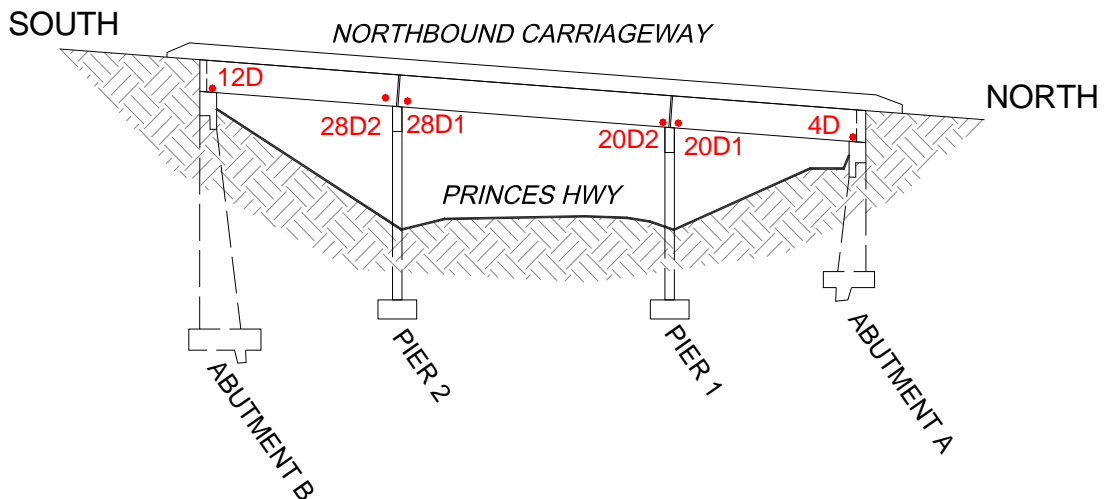 SOUTH
NORTHBOUND CARRIAGEWAY
NORTH
12D
28D2
28D1
20D2
20D1
4D
PRINCES HWY
ABUTMENT B
PIER 2
PIER 1
ABUTMENT A